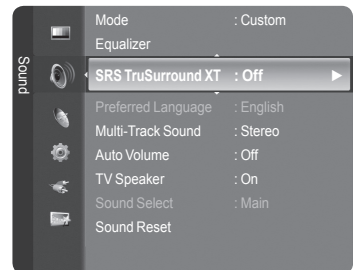 Sound
Mode : Custom
Equalizer
SRS TruSurround XT : Off
Preferred Language : English
Multi-Track Sound : Stereo
Auto Volume : Off
TV Speaker : On
Sound Select : Main
Sound Reset